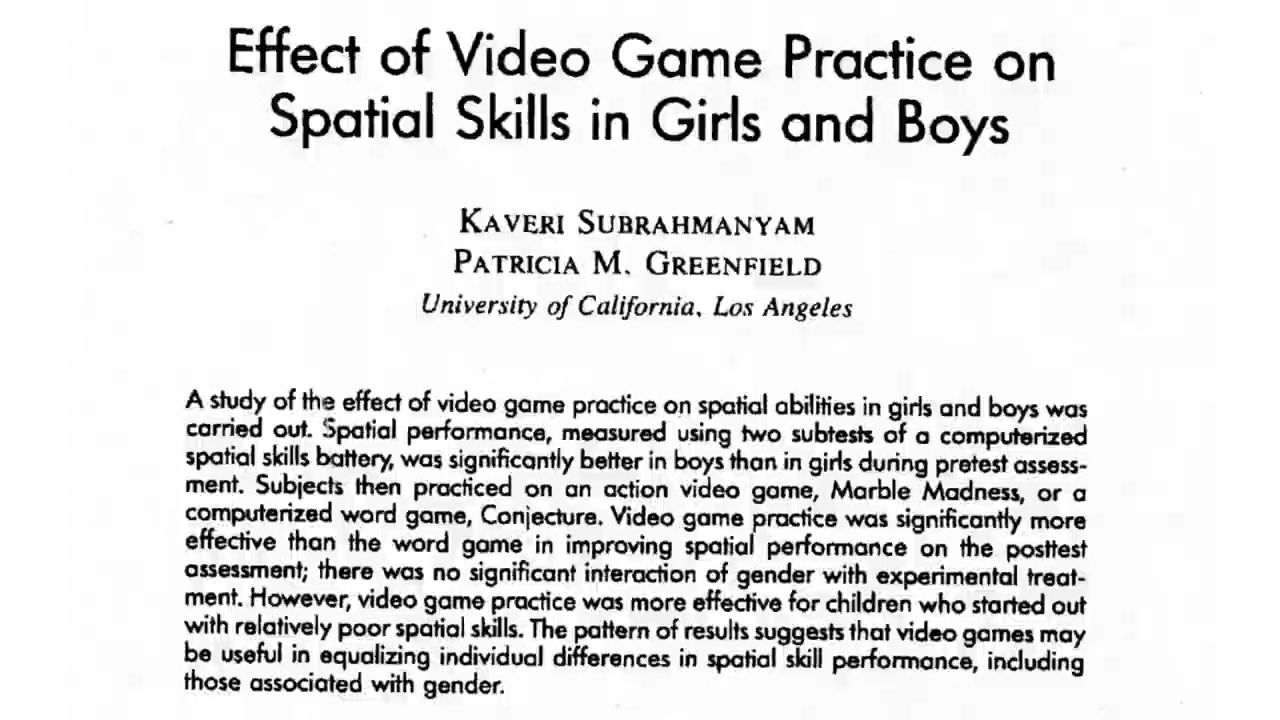 Effect of Video Game Practice on
Spatial Skills in Girls and Boys
KAVERI SUBRAHMANYAM
PATRICIA M. GREENFIELD
University of California, Los Angeles
A study of the effect of video game practice on spatial abilities in girls and boys was
carried out. Spatial performance, measured using two subtests of a computerized
spatial skills battery, was significantly better in boys than in girls during pretest assess-
ment. Subjects then practiced on an action video game, Marble Madness, or a
computerized word game, Conjecture. Video game practice was significantly more
effective than the word game in improving spatial performance on the posttest
assessment; there was no significant interaction of gender with experimental treat-
ment. However, video game practice was more effective for children who started out
with relatively poor spatial skills. The pattern of results suggests that video games may
be useful in equalizing individual differences in spatial skill performance, including
those associated with gender.